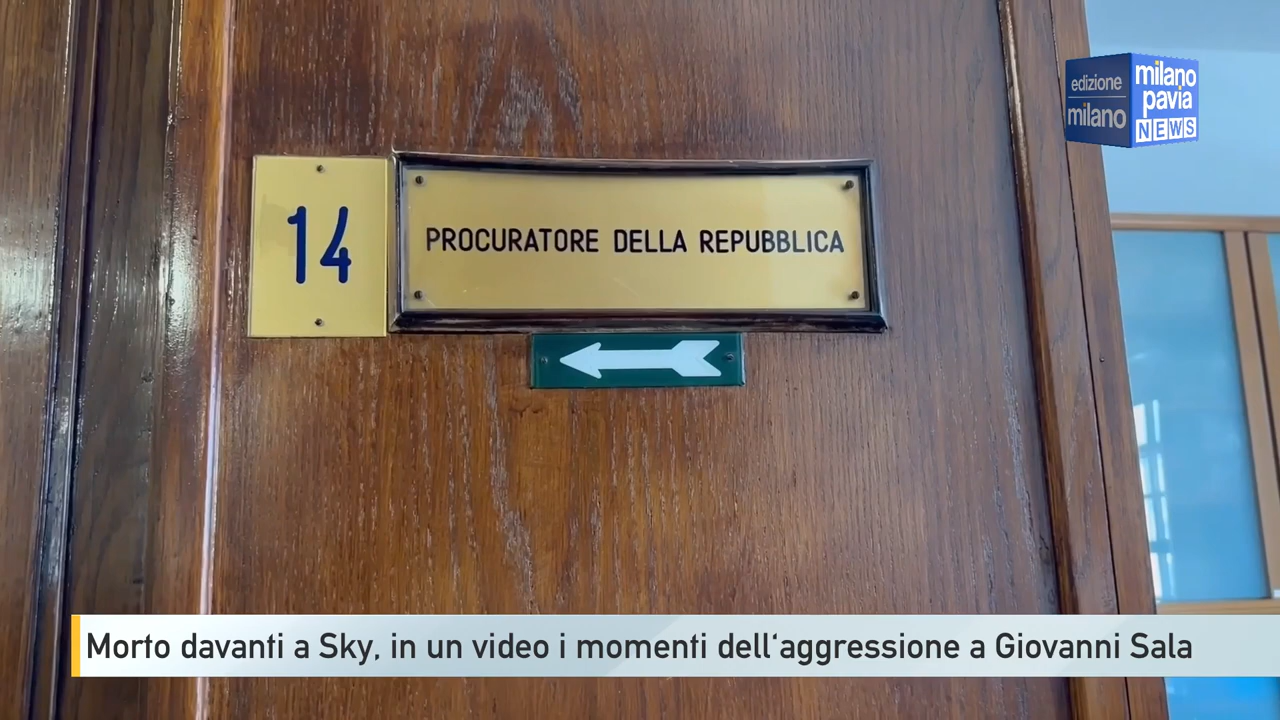 edizione
milano
milano
pavia
NEWS
14
PROCURATORE DELLA REPUBBLICA
Morto davanti a Sky, in un video i momenti dell‘aggressione a Giovanni Sala